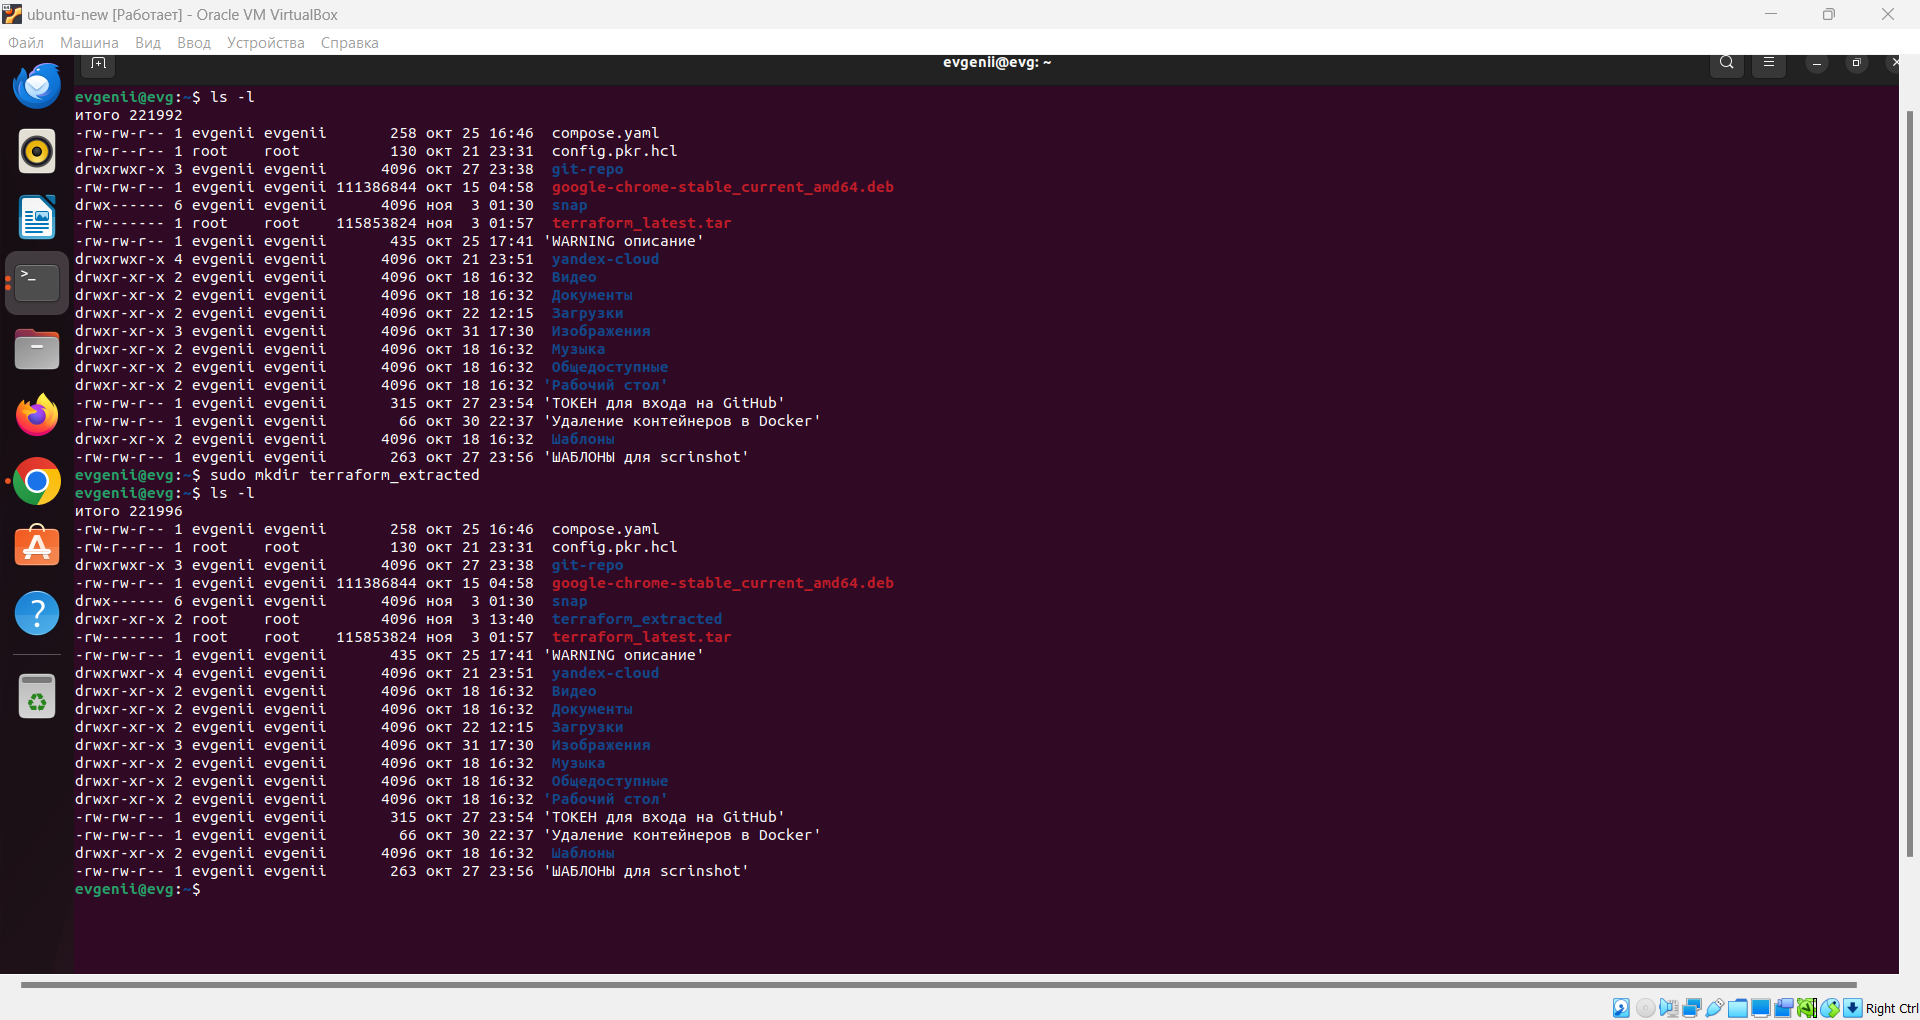 ubuntu-new [Работает] - Oracle VM VirtualBox
Файл Машина Вид Ввод Устройства Справка
evgenii@evg: ~
evgenii@evg:~$ ls -l
итого 221992
-rw-rw-r-- 1 evgenii evgenii       258 окт 25 16:46  compose.yaml
-rw-r--r-- 1 root    root          130 окт 21 23:31  config.pkr.hcl
drwxrwxr-x 3 evgenii evgenii      4096 окт 27 23:38  git-repo
-rw-rw-r-- 1 evgenii evgenii 111386844 окт 15 04:58  google-chrome-stable_current_amd64.deb
drwx------ 6 evgenii evgenii      4096 ноя  3 01:30  snap
-rw------- 1 root    root    115853824 ноя  3 01:57  terraform_latest.tar
-rw-rw-r-- 1 evgenii evgenii       435 окт 25 17:41 'WARNING описание'
drwxrwxr-x 4 evgenii evgenii      4096 окт 21 23:51  yandex-cloud
drwxr-xr-x 2 evgenii evgenii      4096 окт 18 16:32  Видео
drwxr-xr-x 2 evgenii evgenii      4096 окт 18 16:32  Документы
drwxr-xr-x 2 evgenii evgenii      4096 окт 22 12:15  Загрузки
drwxr-xr-x 3 evgenii evgenii      4096 окт 31 17:30  Изображения
drwxr-xr-x 2 evgenii evgenii      4096 окт 18 16:32  Музыка
drwxr-xr-x 2 evgenii evgenii      4096 окт 18 16:32  Общедоступные
drwxr-xr-x 2 evgenii evgenii      4096 окт 18 16:32 'Рабочий стол'
-rw-rw-r-- 1 evgenii evgenii       315 окт 27 23:54 'ТОКЕН для входа на GitHub'
-rw-rw-r-- 1 evgenii evgenii        66 окт 30 22:37 'Удаление контейнеров в Docker'
drwxr-xr-x 2 evgenii evgenii      4096 окт 18 16:32  Шаблоны
-rw-rw-r-- 1 evgenii evgenii       263 окт 27 23:56 'ШАБЛОНЫ для scrinshot'
evgenii@evg:~$ sudo mkdir terraform_extracted
evgenii@evg:~$ ls -l
итого 221996
-rw-rw-r-- 1 evgenii evgenii       258 окт 25 16:46  compose.yaml
-rw-r--r-- 1 root    root          130 окт 21 23:31  config.pkr.hcl
drwxrwxr-x 3 evgenii evgenii      4096 окт 27 23:38  git-repo
-rw-rw-r-- 1 evgenii evgenii 111386844 окт 15 04:58  google-chrome-stable_current_amd64.deb
drwx------ 6 evgenii evgenii      4096 ноя  3 01:30  snap
drwxr-xr-x 2 root    root         4096 ноя  3 13:40  terraform_extracted
-rw------- 1 root    root    115853824 ноя  3 01:57  terraform_latest.tar
-rw-rw-r-- 1 evgenii evgenii       435 окт 25 17:41 'WARNING описание'
drwxrwxr-x 4 evgenii evgenii      4096 окт 21 23:51  yandex-cloud
drwxr-xr-x 2 evgenii evgenii      4096 окт 18 16:32  Видео
drwxr-xr-x 2 evgenii evgenii      4096 окт 18 16:32  Документы
drwxr-xr-x 2 evgenii evgenii      4096 окт 22 12:15  Загрузки
drwxr-xr-x 3 evgenii evgenii      4096 окт 31 17:30  Изображения
drwxr-xr-x 2 evgenii evgenii      4096 окт 18 16:32  Музыка
drwxr-xr-x 2 evgenii evgenii      4096 окт 18 16:32  Общедоступные
drwxr-xr-x 2 evgenii evgenii      4096 окт 18 16:32 'Рабочий стол'
-rw-rw-r-- 1 evgenii evgenii       315 окт 27 23:54 'ТОКЕН для входа на GitHub'
-rw-rw-r-- 1 evgenii evgenii        66 окт 30 22:37 'Удаление контейнеров в Docker'
drwxr-xr-x 2 evgenii evgenii      4096 окт 18 16:32  Шаблоны
-rw-rw-r-- 1 evgenii evgenii       263 окт 27 23:56 'ШАБЛОНЫ для scrinshot'
evgenii@evg:~$
Right Ctrl